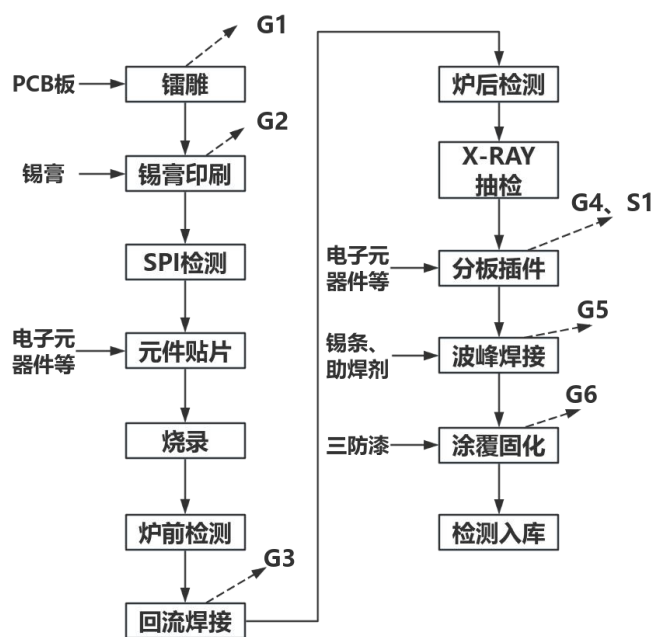 G1
PCB板
镭雕
G2
锡膏
锡膏印刷
SPI检测
电子元
器件等
元件贴片
烧录
炉前检测
G3
回流焊接
炉后检测
X-RAY
抽检
G4、S1
电子元
器件等
分板插件
G5
锡条、
助焊剂
波峰焊接
G6
三防漆
涂覆固化
检测入库